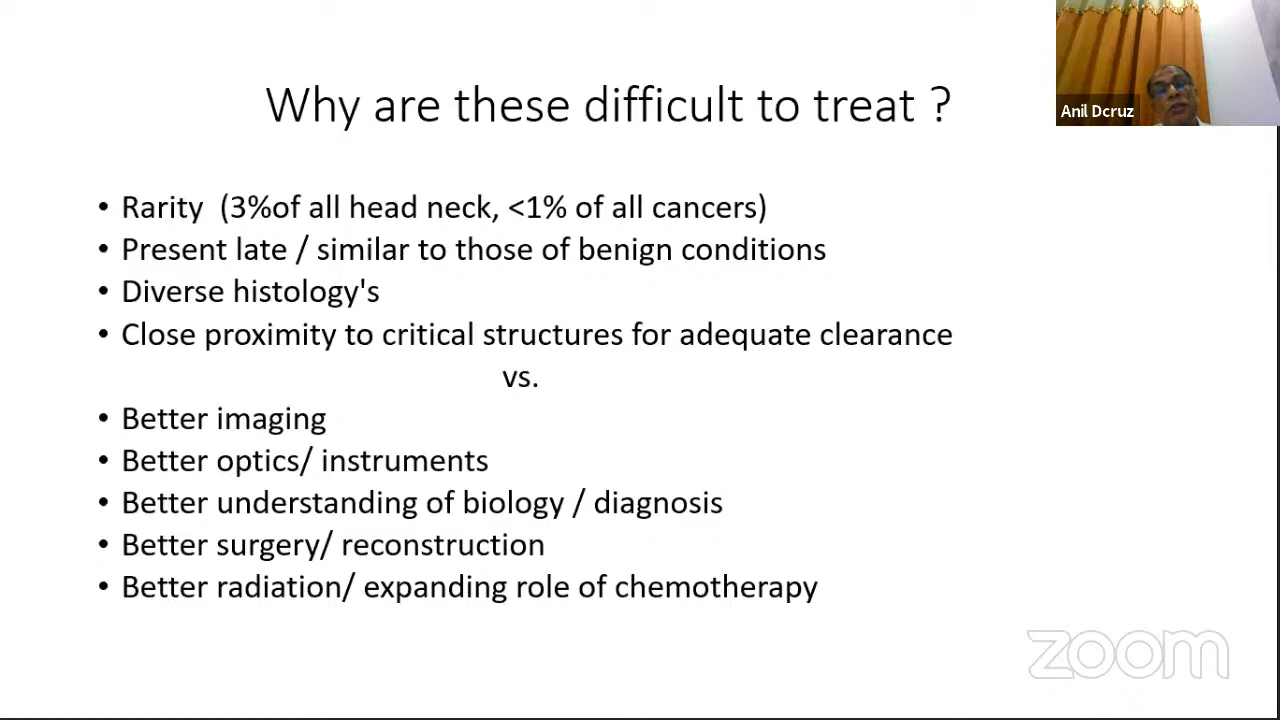 Why are these difficult to treat ?
Anil Dcruz
• Rarity (3%of all head neck, <1% of all cancers)
• Present late / similar to those of benign conditions
• Diverse histology's
• Close proximity to critical structures for adequate clearance
vs.
• Better imaging
• Better optics/ instruments
• Better understanding of biology / diagnosis
• Better surgery/ reconstruction
• Better radiation/ expanding role of chemotherapy
zoom